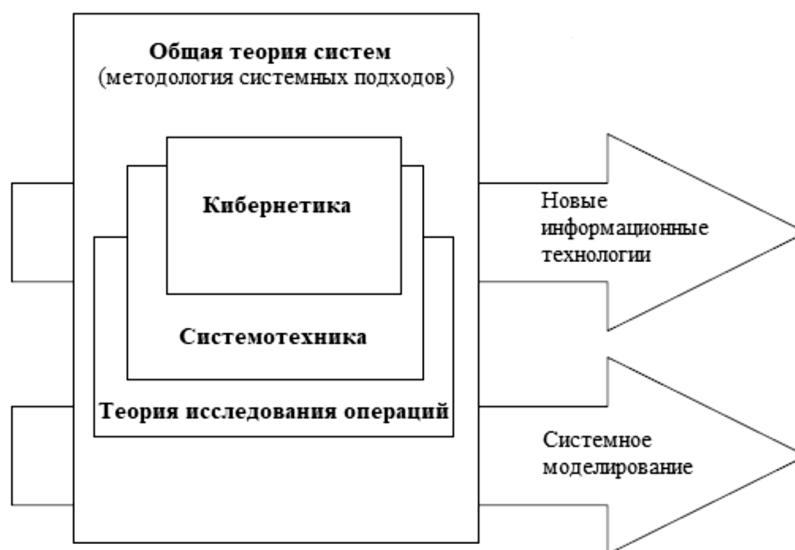 Общая теория систем
(методология системных подходов)
Кибернетика
Системотехника
Теория исследования операций
Новые
информационные
технологии
Системное
моделирование